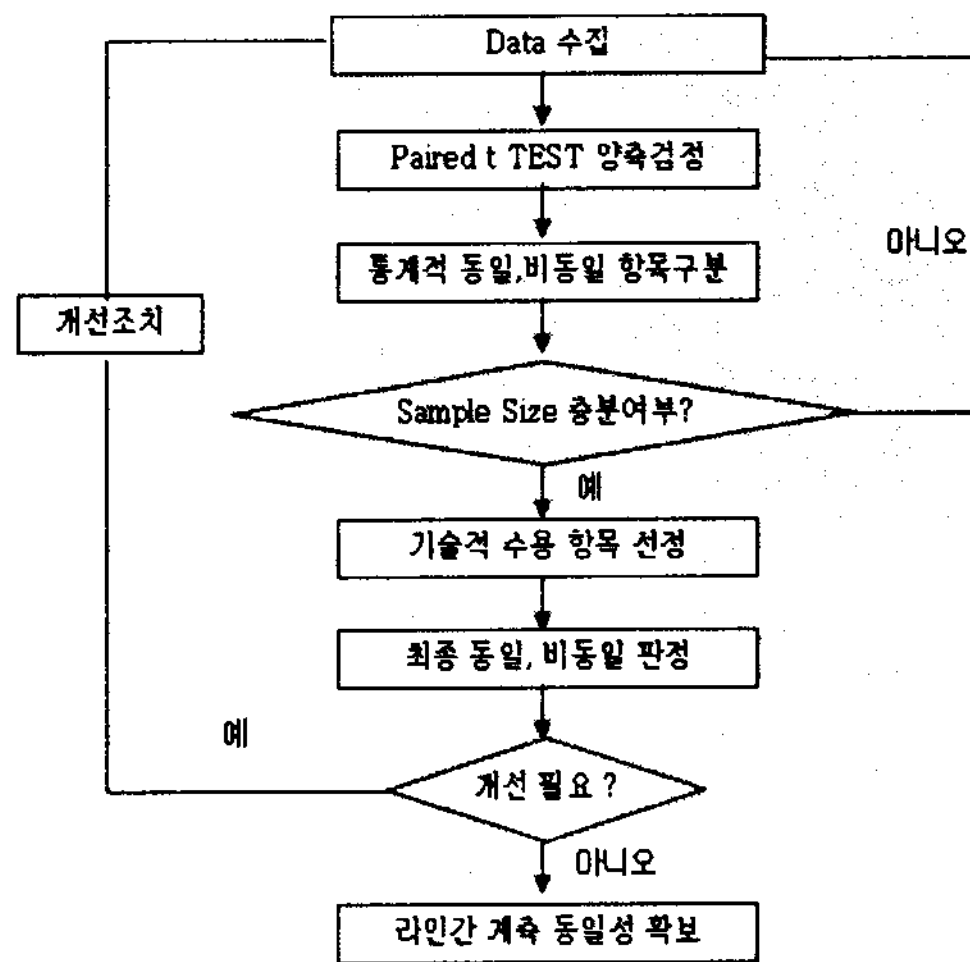 Data 수집
Paired t TEST 양측검정
아니오
통계적 동일,비동일 항목구분
개선조치
Sample Size 충분여부?
예
기술적 수용 항목 선정
최종 동일, 비동일 판정
예
개선 필요 ?
아니오
라인간 계측 동일성 확보